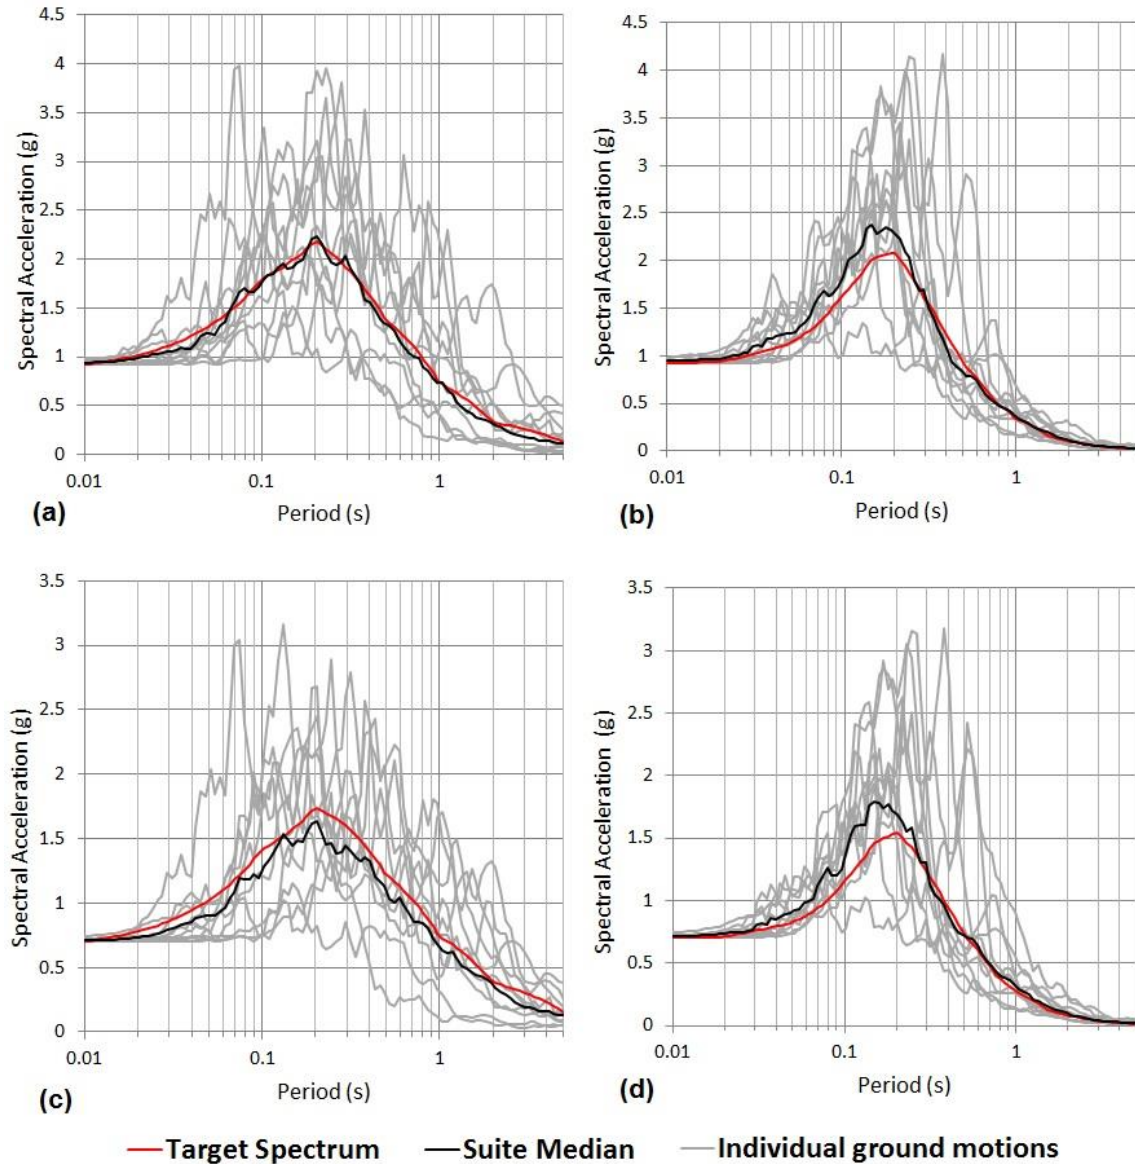 4.5
4
3.5
3
2.5
2
1.5
1
0.5
0
Spectral Acceleration (g)
0.01 0.1 1
Period (s)
(a)
4.5
4
3.5
3
2.5
2
1.5
1
0.5
0
Spectral Acceleration (g)
0.01 0.1 1
Period (s)
(b)
3.5
3
2.5
2
1.5
1
0.5
0
Spectral Acceleration (g)
0.01 0.1 1
Period (s)
(c)
3.5
3
2.5
2
1.5
1
0.5
0
Spectral Acceleration (g)
0.01 0.1 1
Period (s)
(d)
Target Spectrum Suite Median Individual ground motions